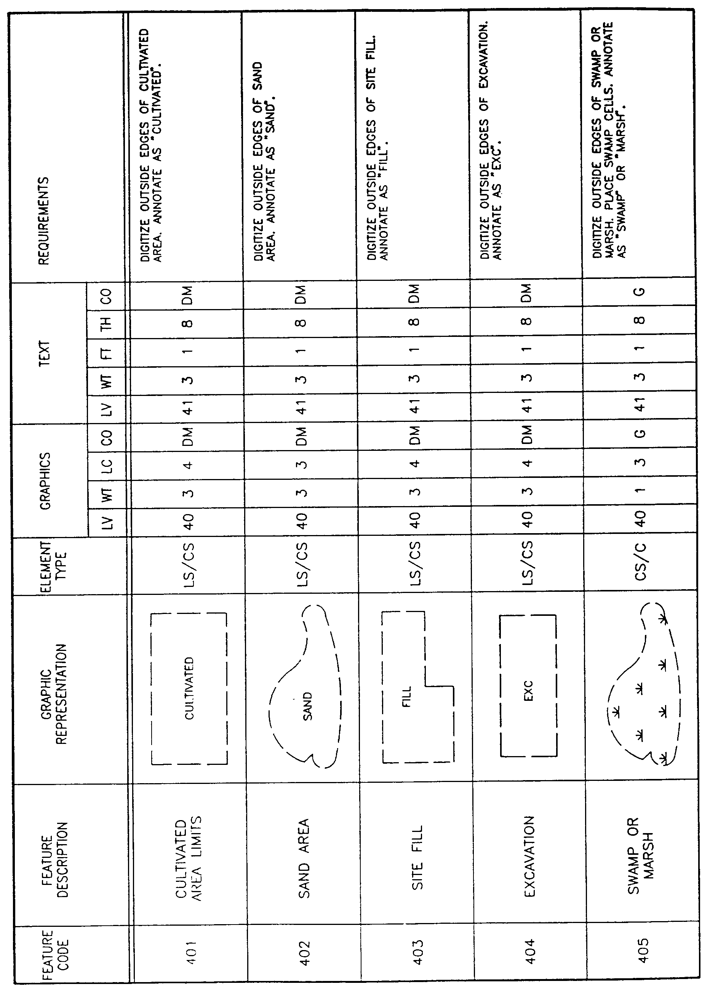 FEATURE CODE
FEATURE DESCRIPTION
GRAPHIC REPRESENTATION
ELEMENT TYPE
GRAPHICS
TEXT
REQUIREMENTS
LV WT LC CO LV WT FT TH CO
401
CULTIVATED
AREA LIMITS
CULTIVATED
LS/CS 40 3 4 DM 41 3 1 8 DM
DIGITIZE OUTSIDE EDGES OF CULTIVATED
AREA. ANNOTATE AS "CULTIVATED".
402
SAND AREA
SAND
LS/CS 40 3 3 DM 41 3 1 8 DM
DIGITIZE OUTSIDE EDGES OF SAND
AREA. ANNOTATE AS "SAND".
403
SITE FILL
FILL
LS/CS 40 3 4 DM 41 3 1 8 DM
DIGITIZE OUTSIDE EDGES OF SITE FILL.
ANNOTATE AS "FILL".
404
EXCAVATION
EXC
LS/CS 40 3 4 DM 41 3 1 8 DM
DIGITIZE OUTSIDE EDGES OF EXCAVATION.
ANNOTATE AS "EXC".
405
SWAMP OR
MARSH
CS/C 40 1 3 G 41 3 1 8 G
DIGITIZE OUTSIDE EDGES OF SWAMP OR
MARSH. PLACE SWAMP CELLS. ANNOTATE
AS "SWAMP" OR "MARSH".